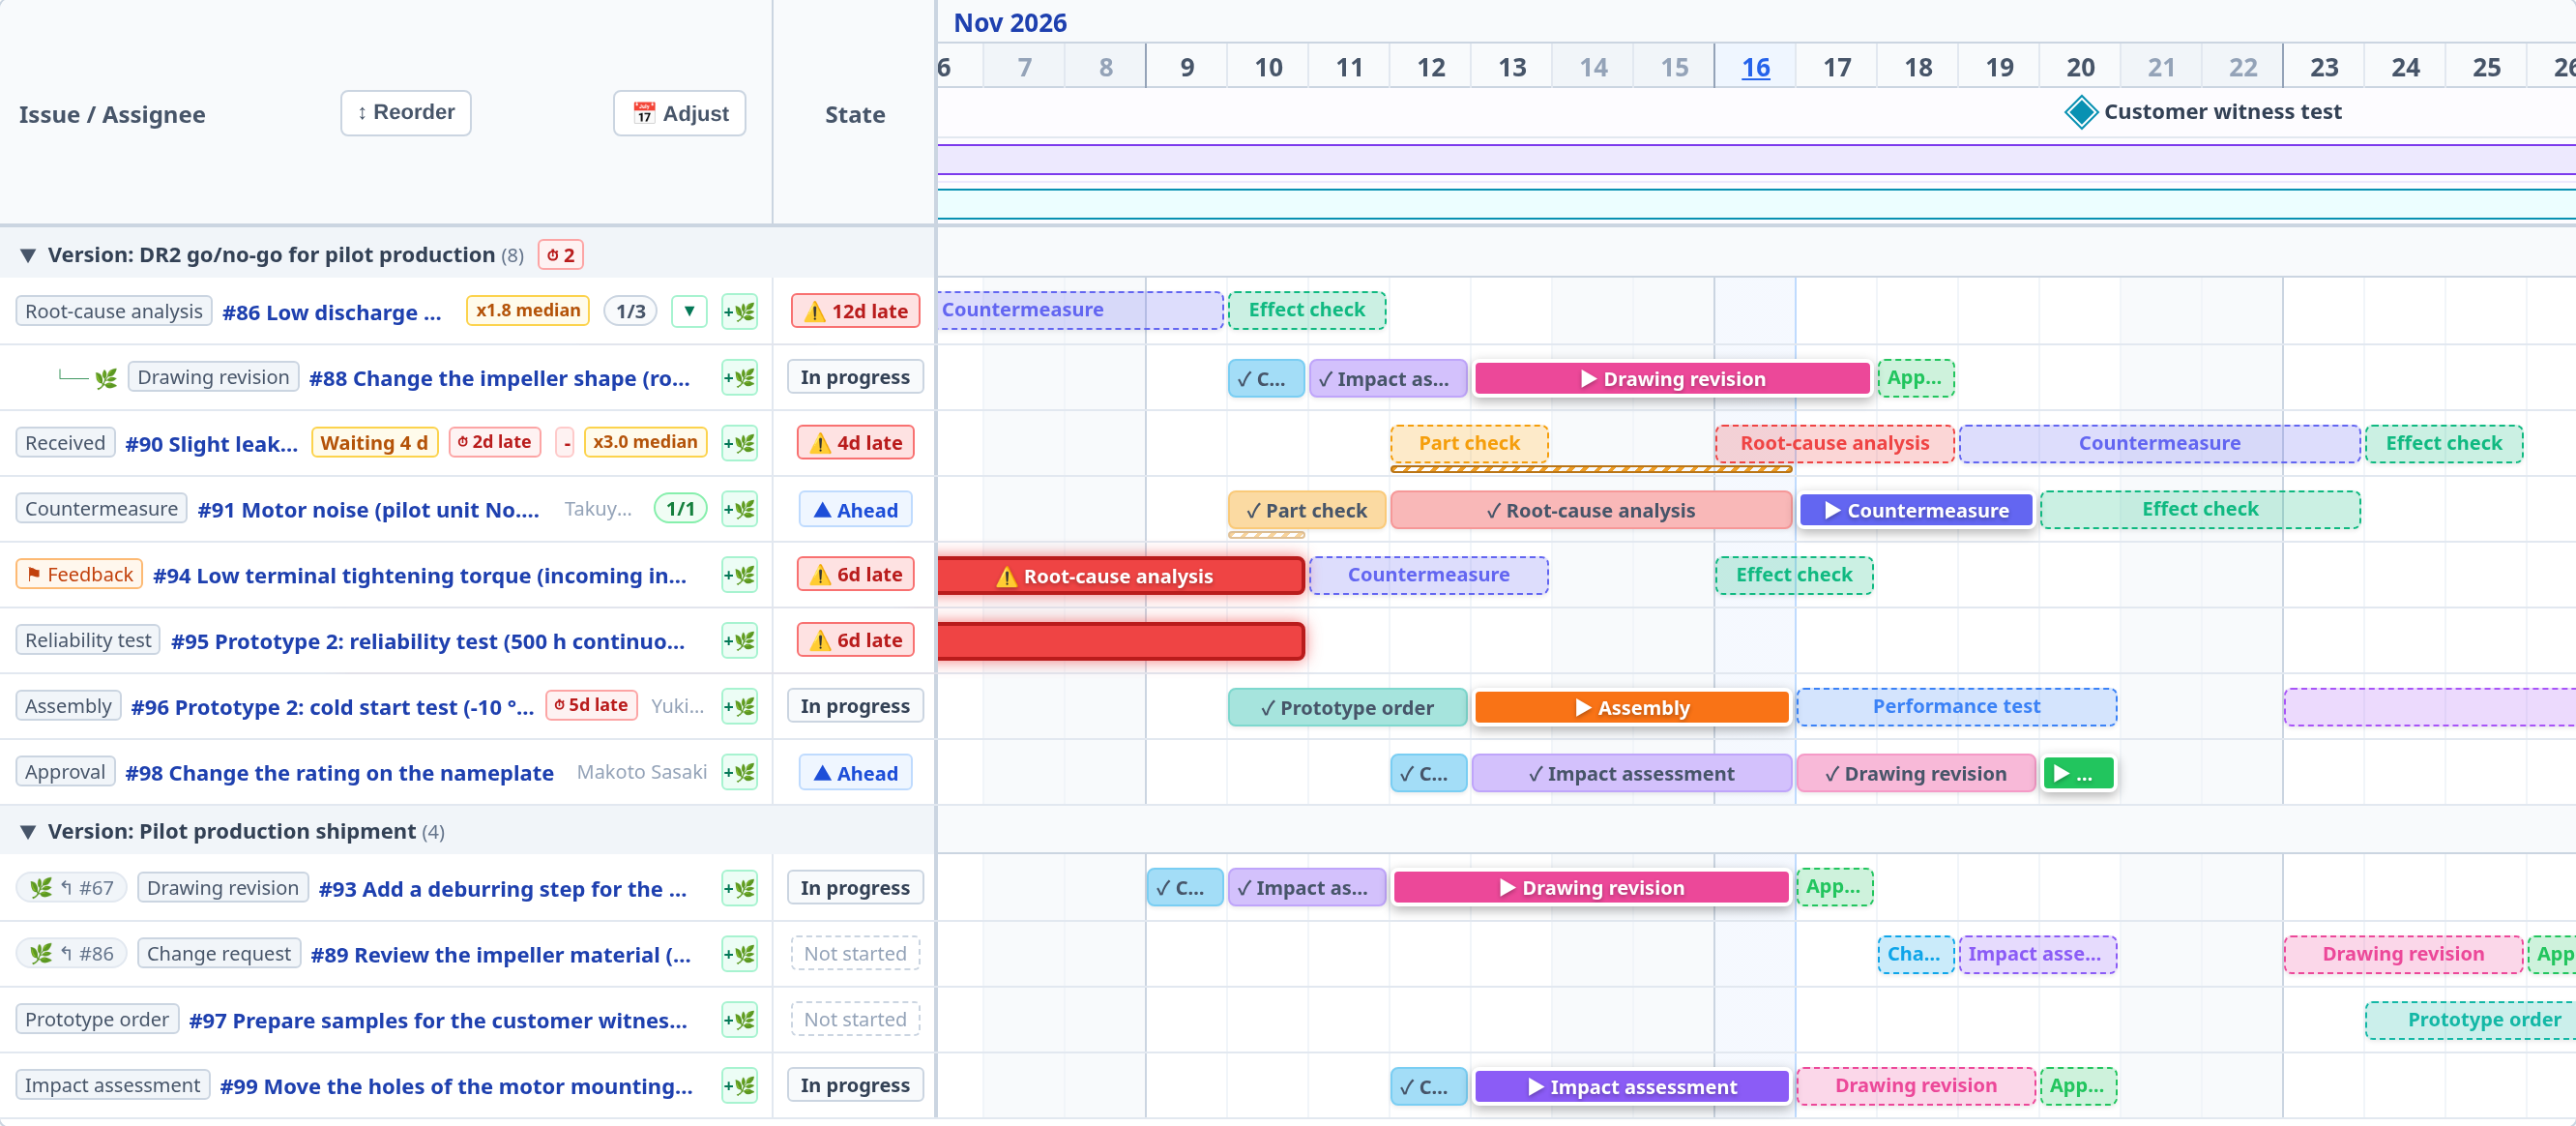 Nov 2026
6 7 8 9 10 11 12 13 14 15 16 17 18 19 20 21 22 23 24 25 26
Issue / Assignee ↕ Reorder 📅 Adjust State
Customer witness test
▼ Version: DR2 go/no-go for pilot production (8) ⏱ 2
Root-cause analysis #86 Low discharge ... x1.8 median 1/3 ▼ +🌿 ⚠️ 12d late Countermeasure Effect check
└─ 🌿 Drawing revision #88 Change the impeller shape (ro... +🌿 In progress ✓ C... ✓ Impact as... ▶ Drawing revision App...
Received #90 Slight leak... Waiting 4 d ⏱ 2d late - x3.0 median +🌿 ⚠️ 4d late Part check Root-cause analysis Countermeasure Effect check
Countermeasure #91 Motor noise (pilot unit No.... Takuy... 1/1 +🌿 ▲ Ahead ✓ Part check ✓ Root-cause analysis ▶ Countermeasure Effect check
⚑ Feedback #94 Low terminal tightening torque (incoming in... +🌿 ⚠️ 6d late ⚠️ Root-cause analysis Countermeasure Effect check
Reliability test #95 Prototype 2: reliability test (500 h continuo... +🌿 ⚠️ 6d late
Assembly #96 Prototype 2: cold start test (-10 °... ⏱ 5d late Yuki... +🌿 In progress ✓ Prototype order ▶ Assembly Performance test
Approval #98 Change the rating on the nameplate Makoto Sasaki +🌿 ▲ Ahead ✓ C... ✓ Impact assessment ✓ Drawing revision ▶ ...
▼ Version: Pilot production shipment (4)
🌿 ↰ #67 Drawing revision #93 Add a deburring step for the ... +🌿 In progress ✓ C... ✓ Impact as... ▶ Drawing revision App...
🌿 ↰ #86 Change request #89 Review the impeller material (... +🌿 Not started Cha... Impact asse... Drawing revision App
Prototype order #97 Prepare samples for the customer witnes... +🌿 Not started Prototype order
Impact assessment #99 Move the holes of the motor mounting... +🌿 In progress ✓ C... ▶ Impact assessment Drawing revision App...